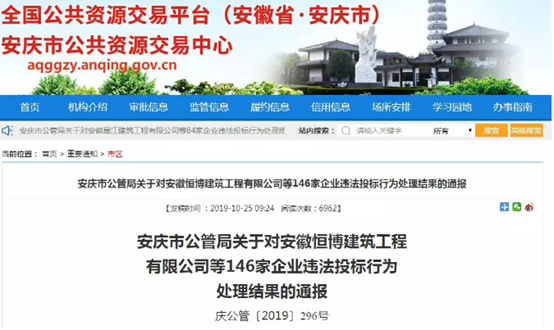 全国公共资源交易平台（安徽省·安庆市）
安庆市公共资源交易中心
aqggzy.anqing.gov.cn
首页 机构介绍 审批信息 监管信息 履约信息 信用信息 场所安排 学习园地 办事指南
安庆市公管局关于对安徽晟江建筑工程有限公司等84家企业违法投标行为处理结 站内搜索： 请输入关键字 所有 搜索 高级搜索
当前位置： 首页 > 重要通知 > 市区
安庆市公管局关于对安徽恒博建筑工程有限公司等146家企业违法投标行为处理结果的通报
【发稿时间 ：2019-10-25 09:24 阅读次数：6962】
安庆市公管局关于对安徽恒博建筑工程
有限公司等146家企业违法投标行为
处理结果的通报
庆公管〔2019〕296号